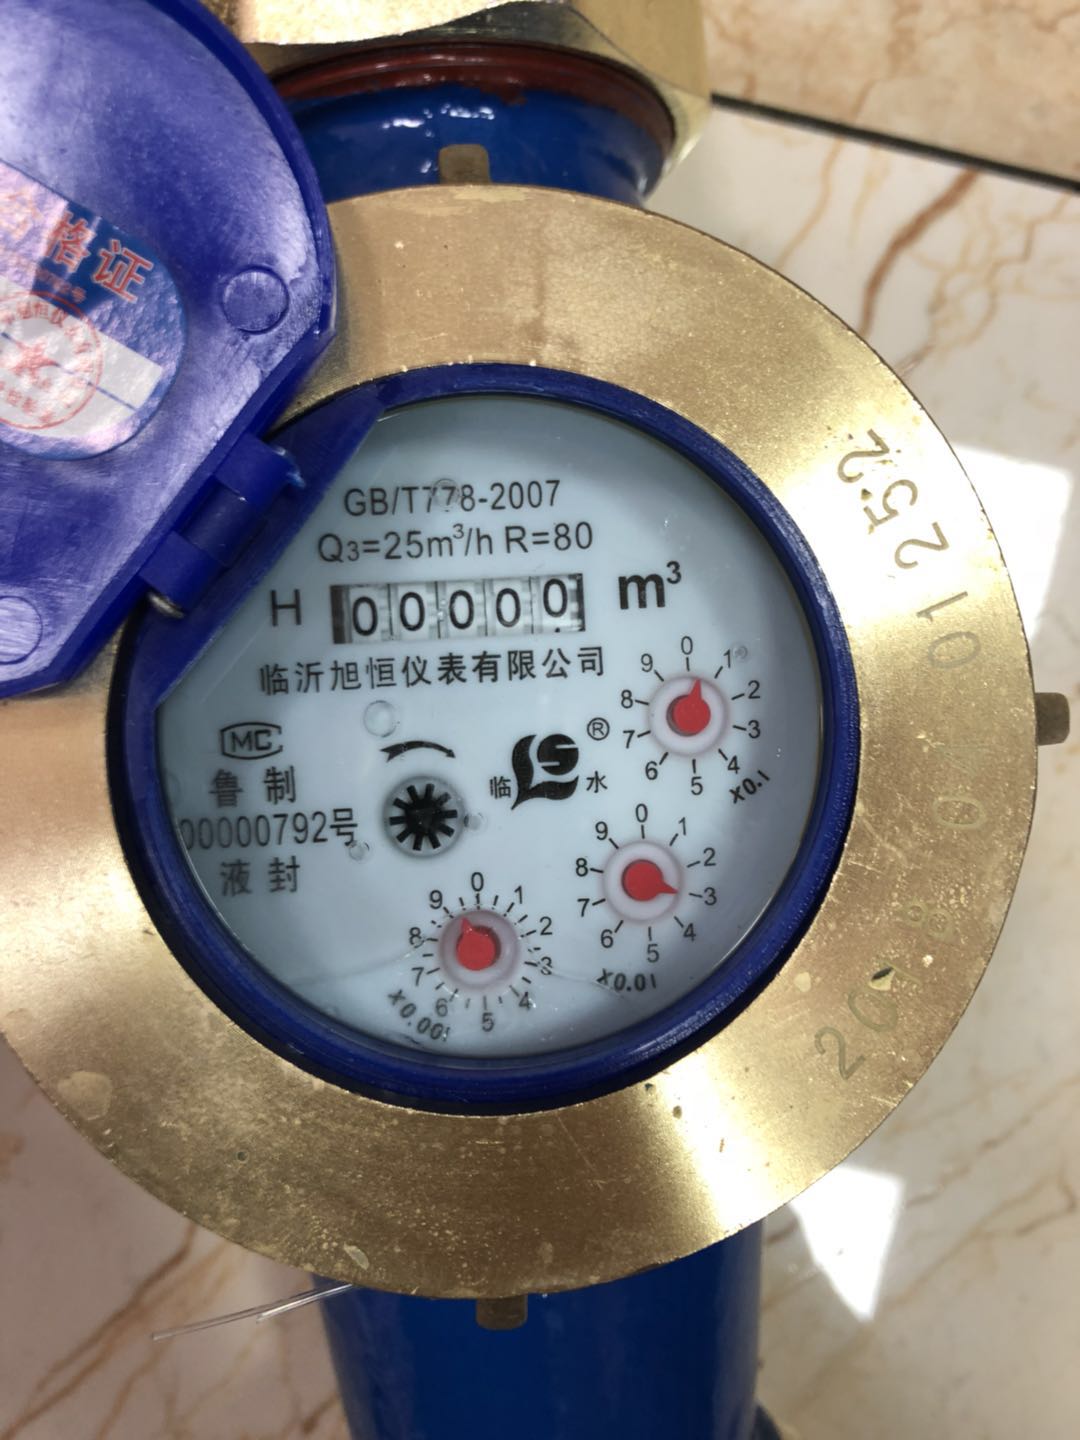 合格证
GB/T778-2007
Q3=25m³/h R=80
H 00000 m³
临沂旭恒仪表有限公司
MC
鲁制
00000792号
液封
临 LS 水 ®
0 1 2 3 4 5 6 7 8 9
X0.1
0 1 2 3 4 5 6 7 8 9
X0.01
0 1 2 3 4 5 6 7 8 9
X0.001